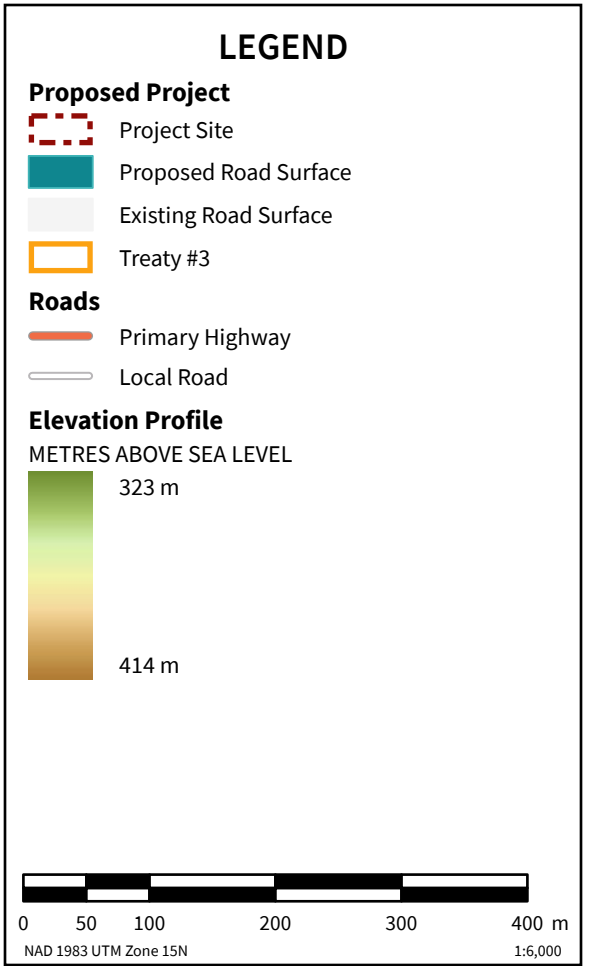 LEGEND
Proposed Project
Project Site
Proposed Road Surface
Existing Road Surface
Treaty #3
Roads
Primary Highway
Local Road
Elevation Profile
METRES ABOVE SEA LEVEL
323 m
414 m
0 50 100 200 300 400 m
NAD 1983 UTM Zone 15N 1:6,000